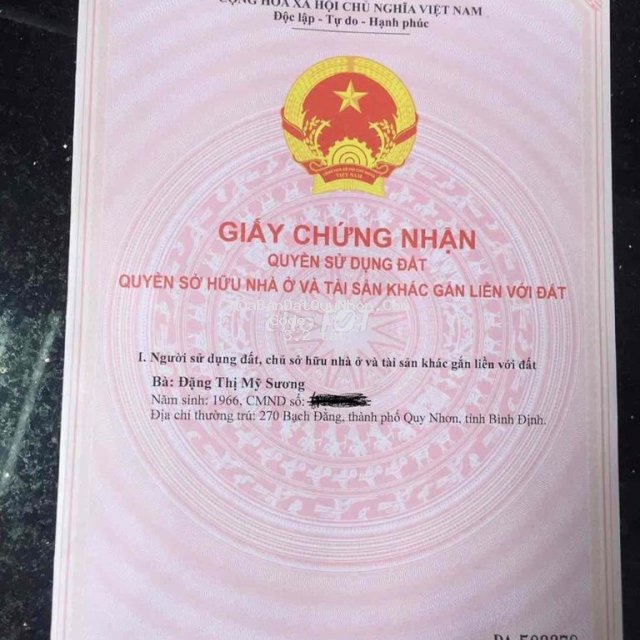 CỘNG HÒA XÃ HỘI CHỦ NGHĨA VIỆT NAM
Độc lập - Tự do - Hạnh phúc
VIỆT NAM
GIẤY CHỨNG NHẬN
QUYỀN SỬ DỤNG ĐẤT
QUYỀN SỞ HỮU NHÀ Ở VÀ TÀI SẢN KHÁC GẮN LIỀN VỚI ĐẤT
I. Người sử dụng đất, chủ sở hữu nhà ở và tài sản khác gắn liền với đất
Bà: Đặng Thị Mỹ Sương
Năm sinh: 1966, CMND số:
Địa chỉ thường trú: 270 Bạch Đằng, thành phố Quy Nhơn, tỉnh Bình Định.